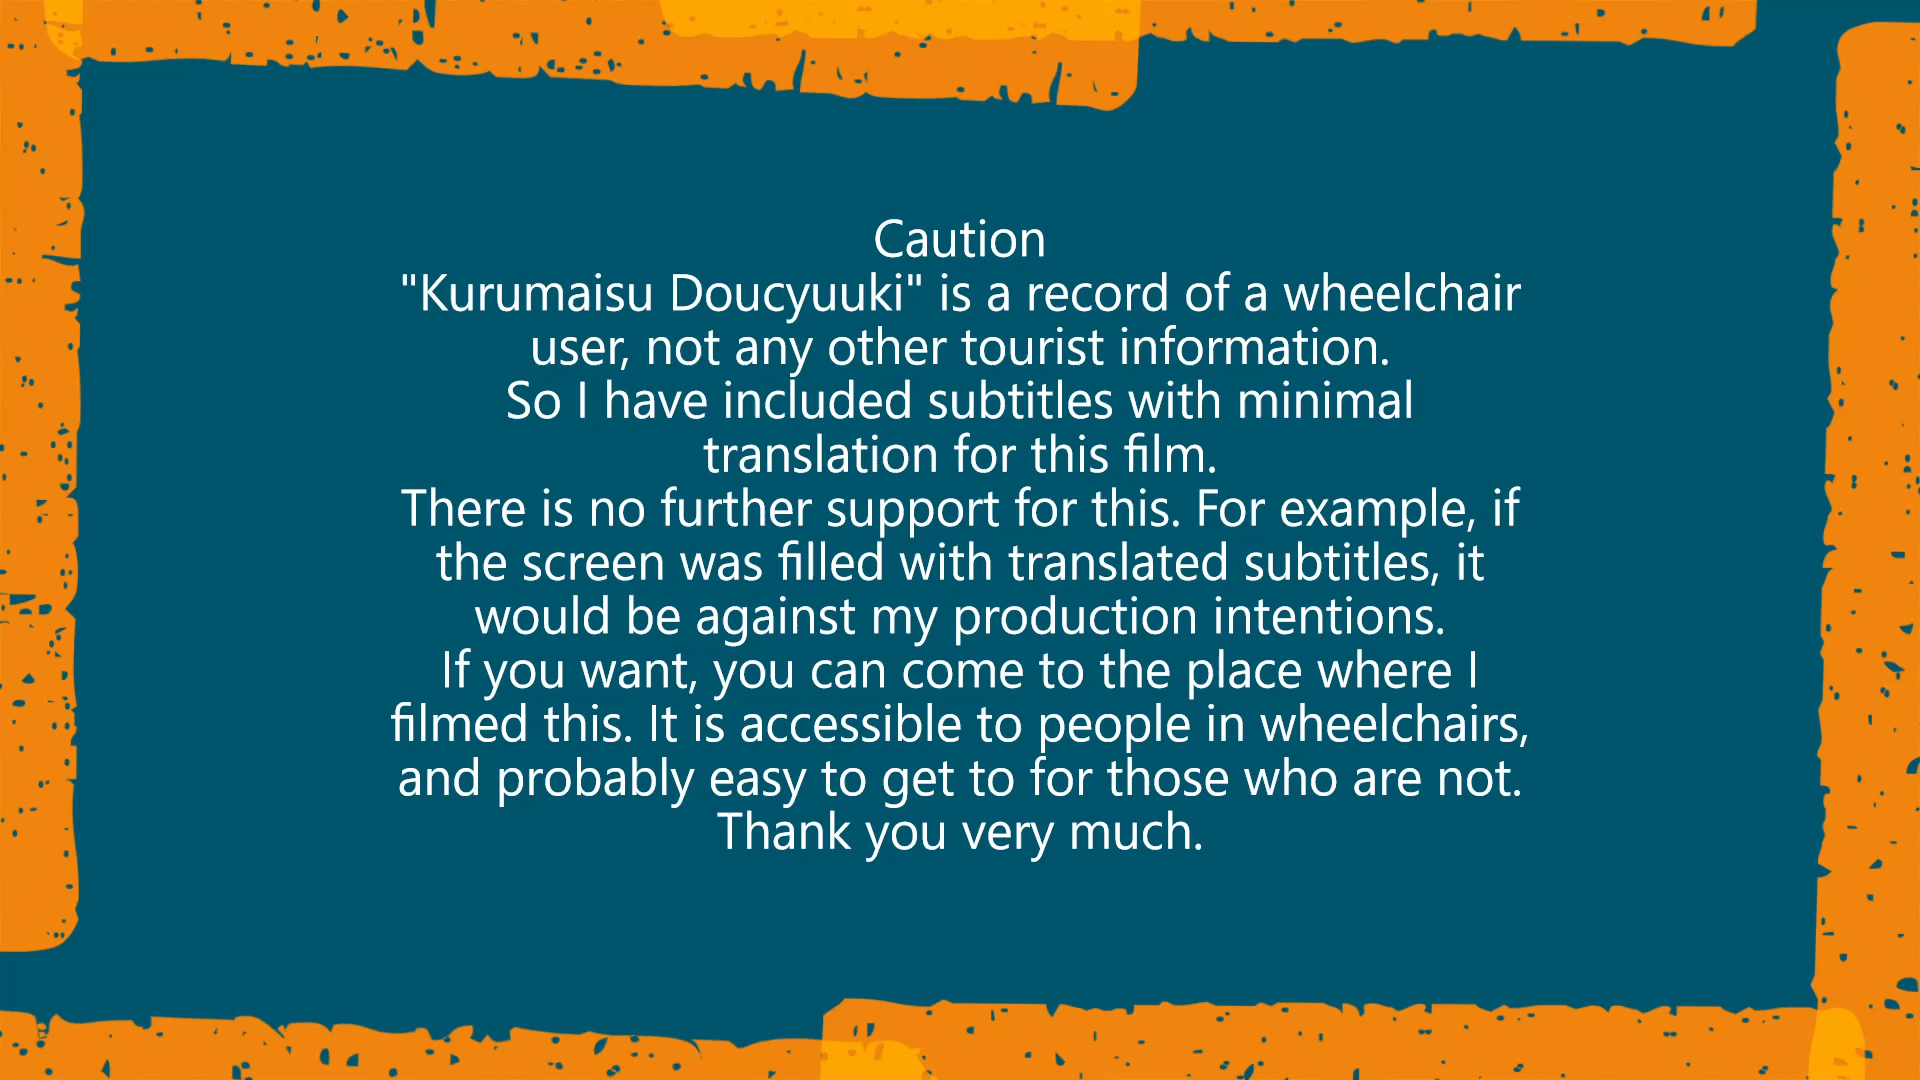 Caution
"Kurumaisu Doucyuuki" is a record of a wheelchair
user, not any other tourist information.
So I have included subtitles with minimal
translation for this film.
There is no further support for this. For example, if
the screen was filled with translated subtitles, it
would be against my production intentions.
If you want, you can come to the place where I
filmed this. It is accessible to people in wheelchairs,
and probably easy to get to for those who are not.
Thank you very much.